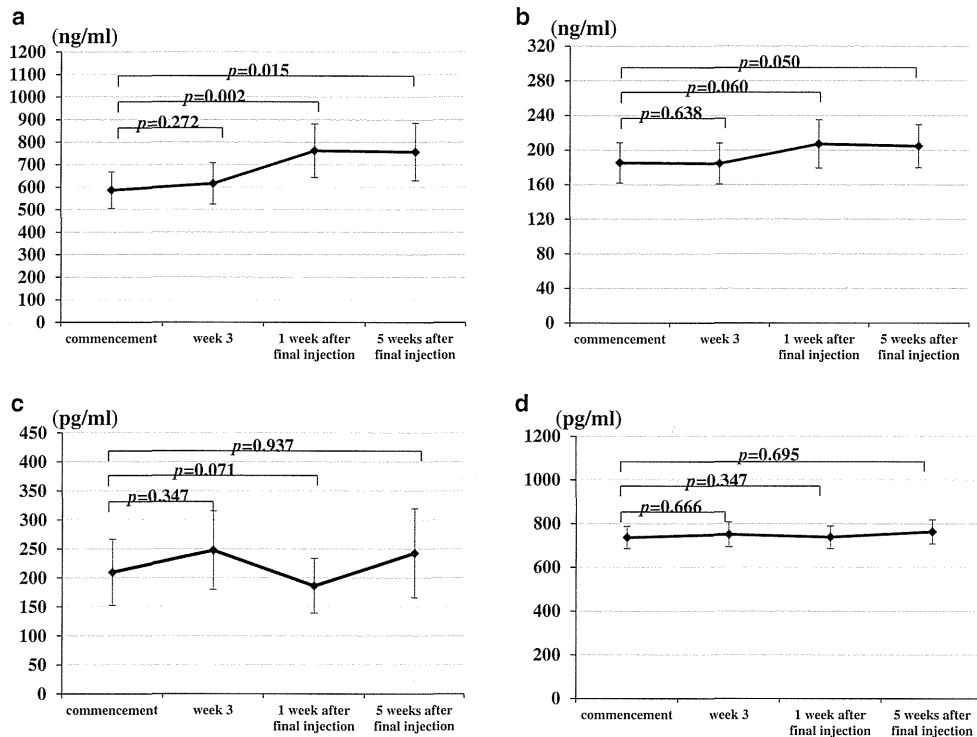 a
(ng/ml)
1200
1100
1000
900
800
700
600
500
400
300
200
100
0
p=0.015
p=0.002
p=0.272
commencement
week 3
1 week after
final injection
5 weeks after
final injection
b
(ng/ml)
320
280
240
200
160
120
80
40
0
p=0.050
p=0.060
p=0.638
commencement
week 3
1 week after
final injection
5 weeks after
final injection
c
(pg/ml)
450
400
350
300
250
200
150
100
50
0
p=0.937
p=0.071
p=0.347
commencement
week 3
1 week after
final injection
5 weeks after
final injection
d
(pg/ml)
1200
1000
800
600
400
200
0
p=0.695
p=0.347
p=0.666
commencement
week 3
1 week after
final injection
5 weeks after
final injection